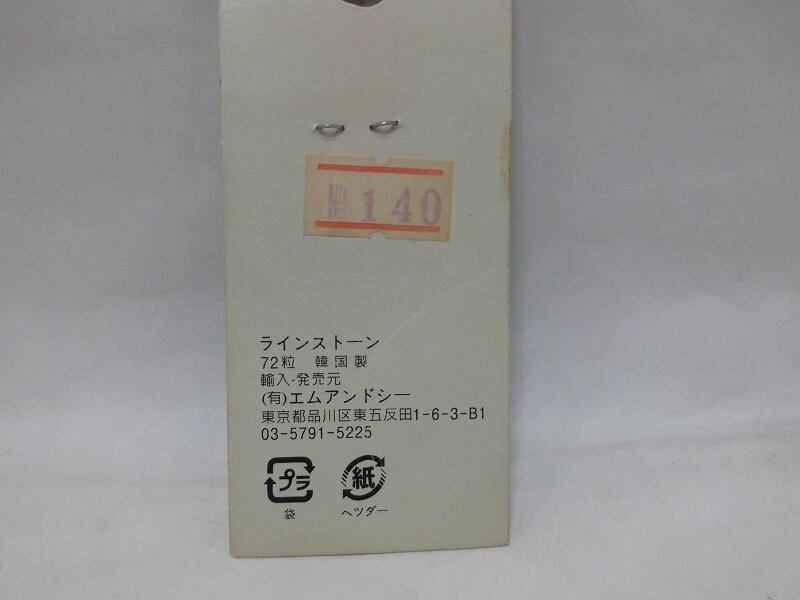 № 140
ラインストーン
72粒 韓国製
輸入・発売元
(有)エムアンドシー
東京都品川区東五反田1-6-3-B1
03-5791-5225
プラ 紙
袋 ヘツダー